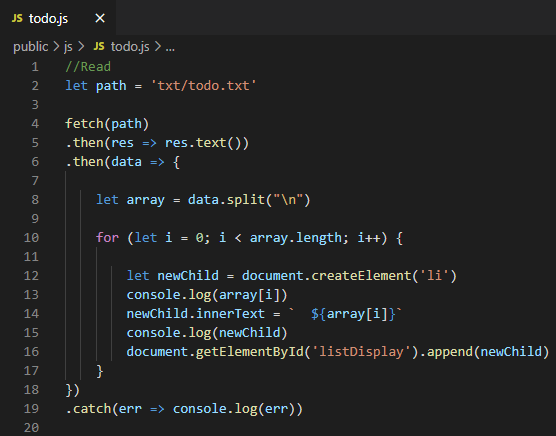 JS todo.js ×
public > js > JS todo.js > ...
1 //Read
2 let path = 'txt/todo.txt'
3
4 fetch(path)
5 .then(res => res.text())
6 .then(data => {
7
8     let array = data.split("\n")
9
10     for (let i = 0; i < array.length; i++) {
11
12         let newChild = document.createElement('li')
13         console.log(array[i])
14         newChild.innerText = `  ${array[i]}`
15         console.log(newChild)
16         document.getElementById('listDisplay').append(newChild)
17     }
18 })
19 .catch(err => console.log(err))
20